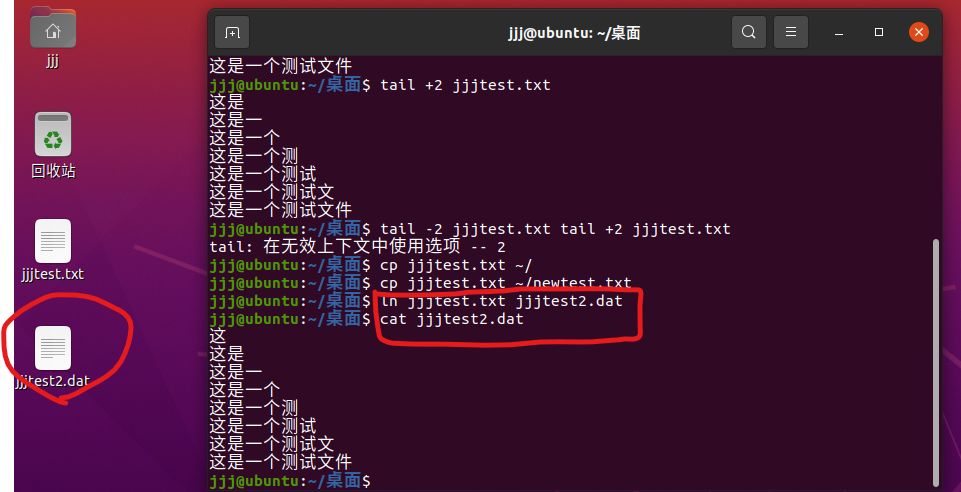 jjj
回收站
jjjtest.txt
jjjtest2.dat
jjj@ubuntu: ~/桌面
这是一个测试文件
jjj@ubuntu:~/桌面$ tail +2 jjjtest.txt
这是
这是一
这是一个
这是一个测
这是一个测试
这是一个测试文
这是一个测试文件
jjj@ubuntu:~/桌面$ tail -2 jjjtest.txt tail +2 jjjtest.txt
tail: 在无效上下文中使用选项 -- 2
jjj@ubuntu:~/桌面$ cp jjjtest.txt ~/
jjj@ubuntu:~/桌面$ cp jjjtest.txt ~/newtest.txt
jjj@ubuntu:~/桌面$ ln jjjtest.txt jjjtest2.dat
jjj@ubuntu:~/桌面$ cat jjjtest2.dat
这
这是
这是一
这是一个
这是一个测
这是一个测试
这是一个测试文
这是一个测试文件
jjj@ubuntu:~/桌面$